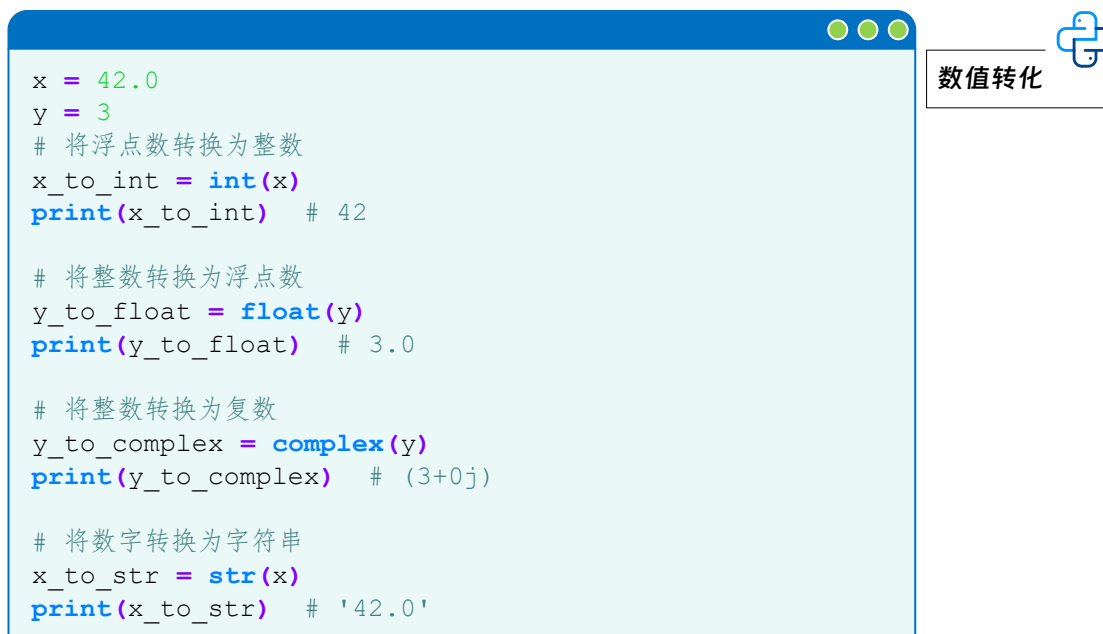 x = 42.0
y = 3
# 将浮点数转换为整数
x_to_int = int(x)
print(x_to_int)  # 42
# 将整数转换为浮点数
y_to_float = float(y)
print(y_to_float)  # 3.0
# 将整数转换为复数
y_to_complex = complex(y)
print(y_to_complex)  # (3+0j)
# 将数字转换为字符串
x_to_str = str(x)
print(x_to_str)  # '42.0'
数值转化